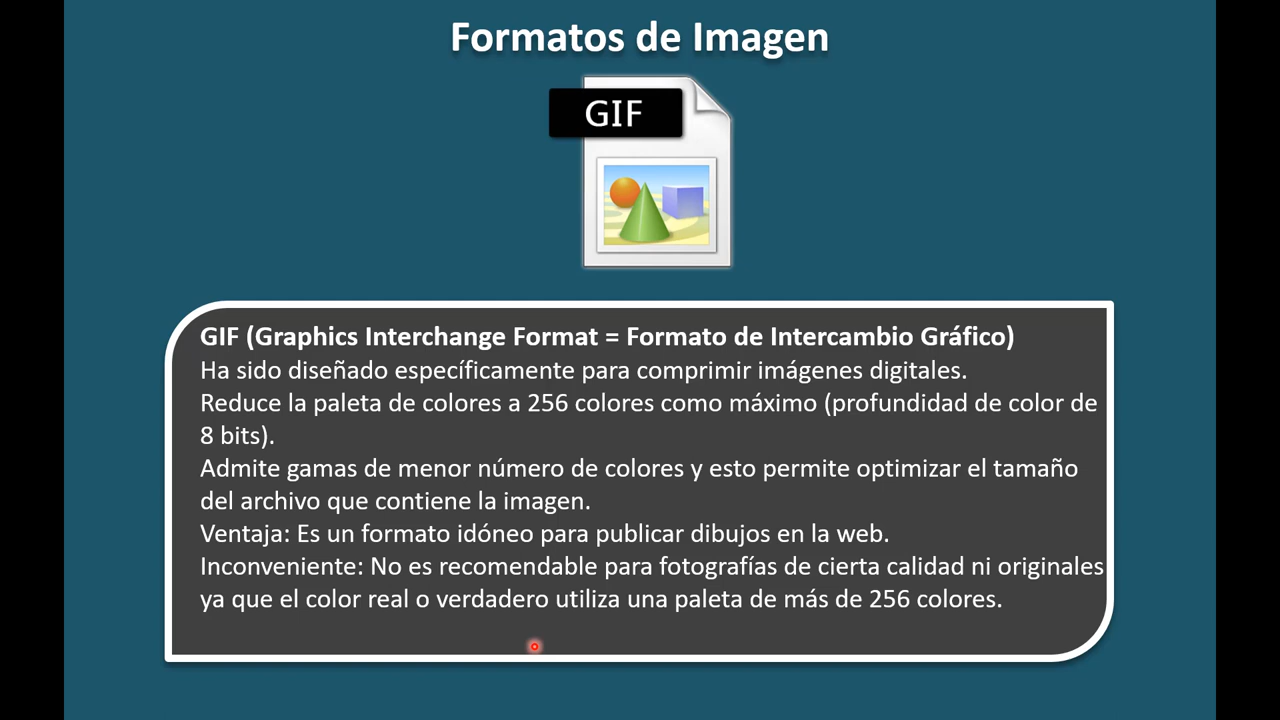 Formatos de Imagen
GIF
GIF (Graphics Interchange Format = Formato de Intercambio Gráfico)
Ha sido diseñado específicamente para comprimir imágenes digitales.
Reduce la paleta de colores a 256 colores como máximo (profundidad de color de
8 bits).
Admite gamas de menor número de colores y esto permite optimizar el tamaño
del archivo que contiene la imagen.
Ventaja: Es un formato idóneo para publicar dibujos en la web.
Inconveniente: No es recomendable para fotografías de cierta calidad ni originales
ya que el color real o verdadero utiliza una paleta de más de 256 colores.